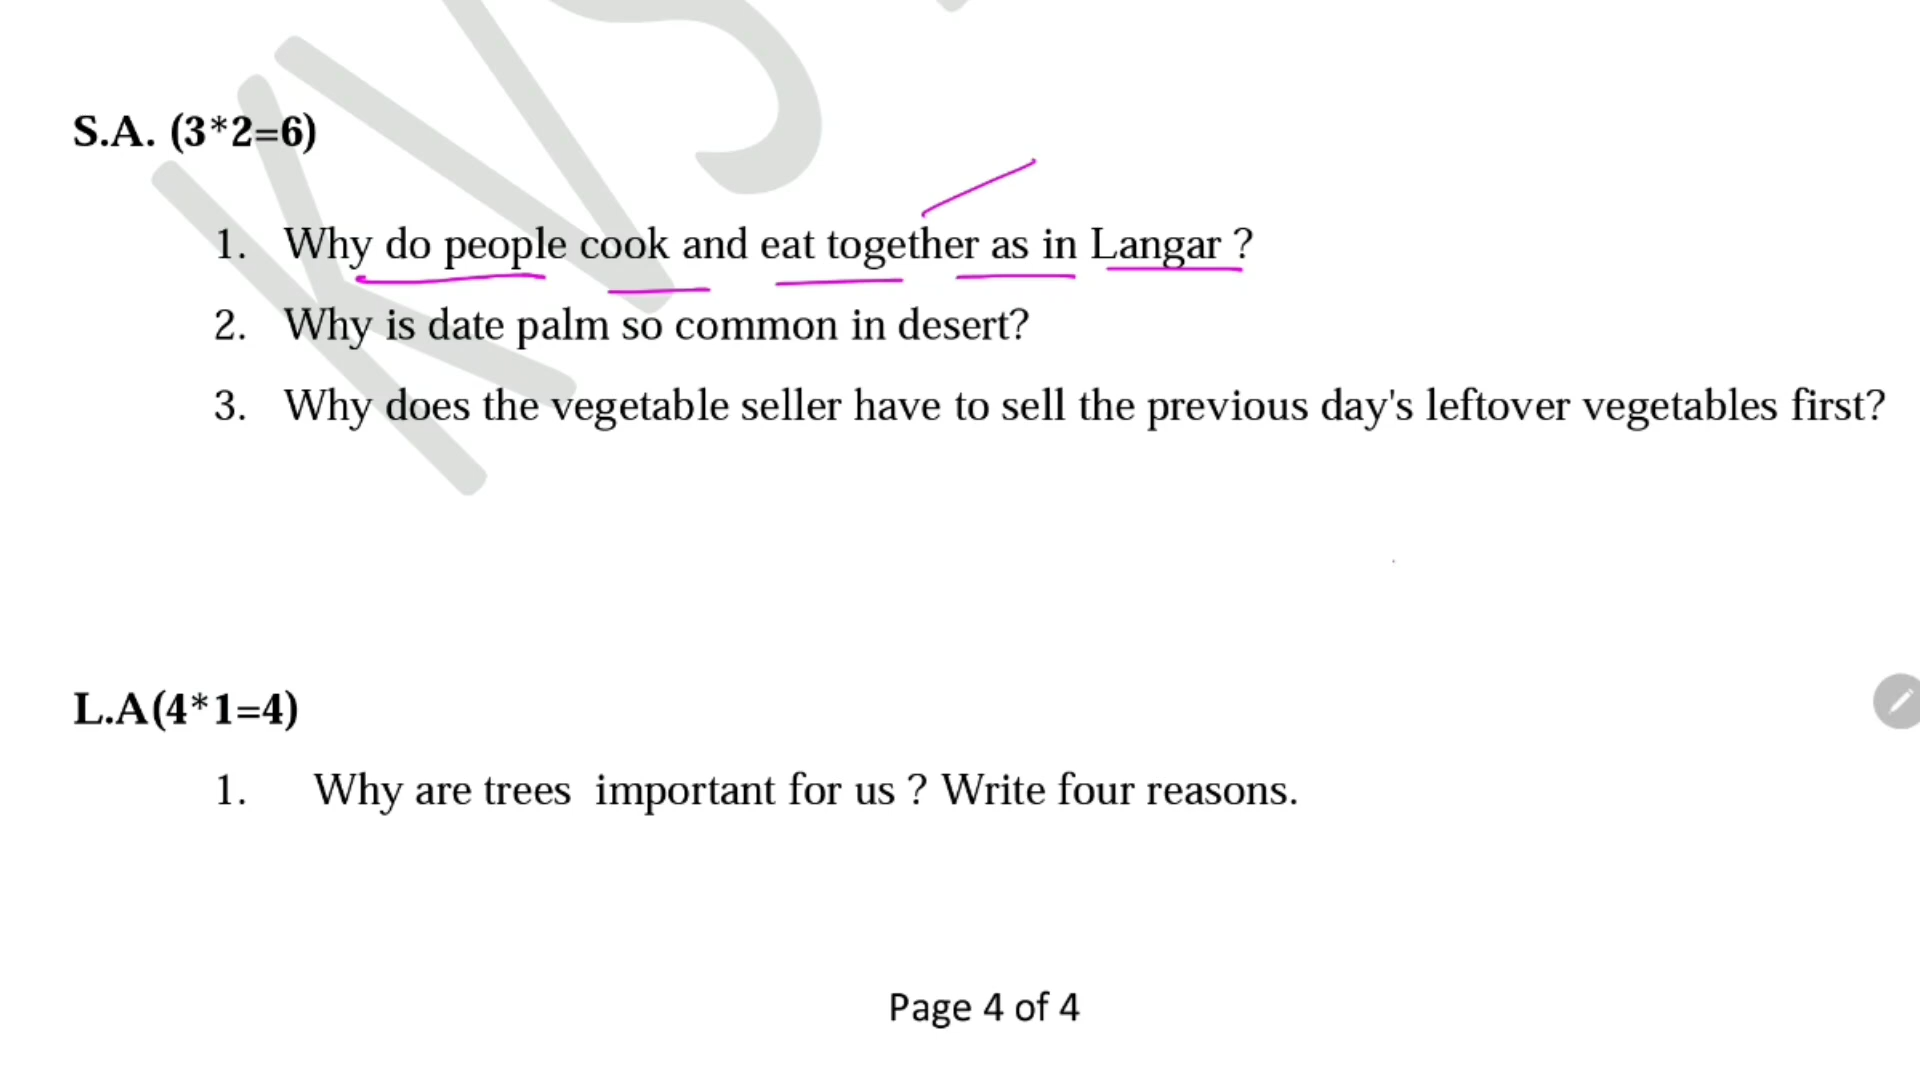 KVS
S.A. (3*2=6)
1. Why do people cook and eat together as in Langar ?
2. Why is date palm so common in desert?
3. Why does the vegetable seller have to sell the previous day's leftover vegetables first?
L.A(4*1=4)
1. Why are trees  important for us ? Write four reasons.
Page 4 of 4